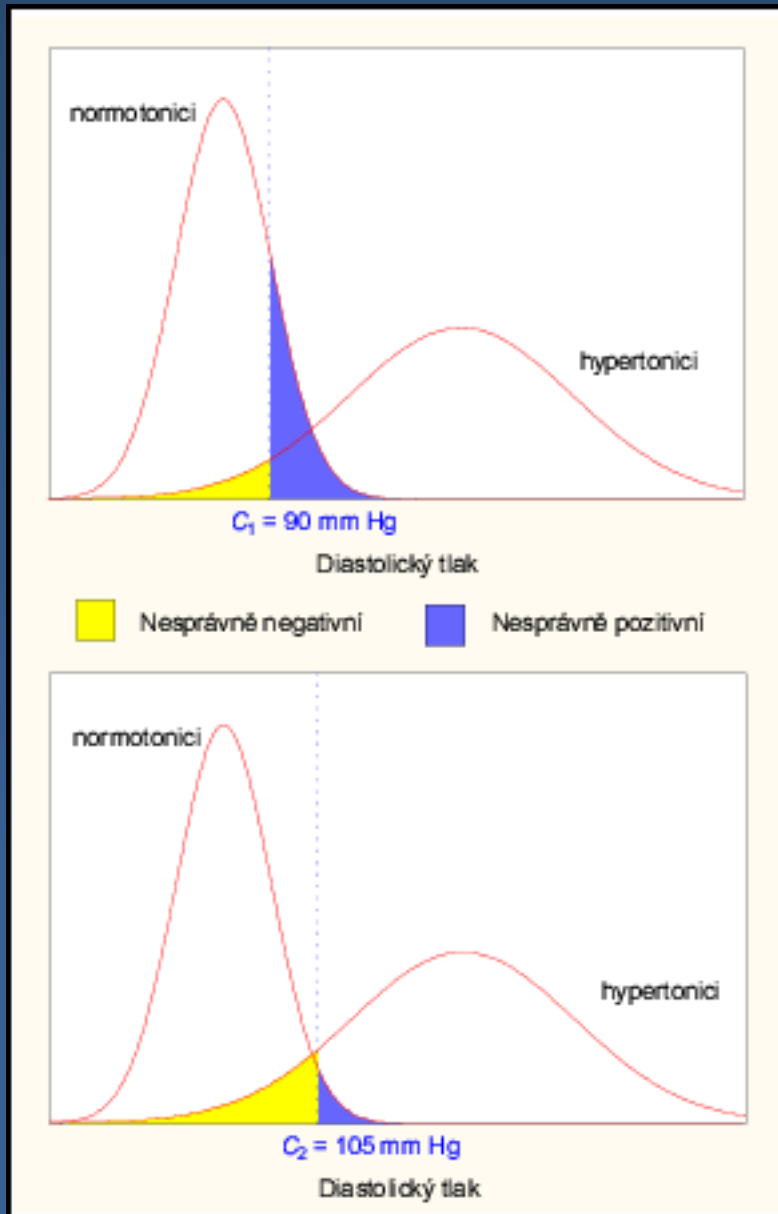 normotonici
hypertonici
C₁ = 90 mm Hg
Diastolický tlak
Nesprávně negativní
Nesprávně pozitivní
normotonici
hypertonici
C₂ = 105 mm Hg
Diastolický tlak